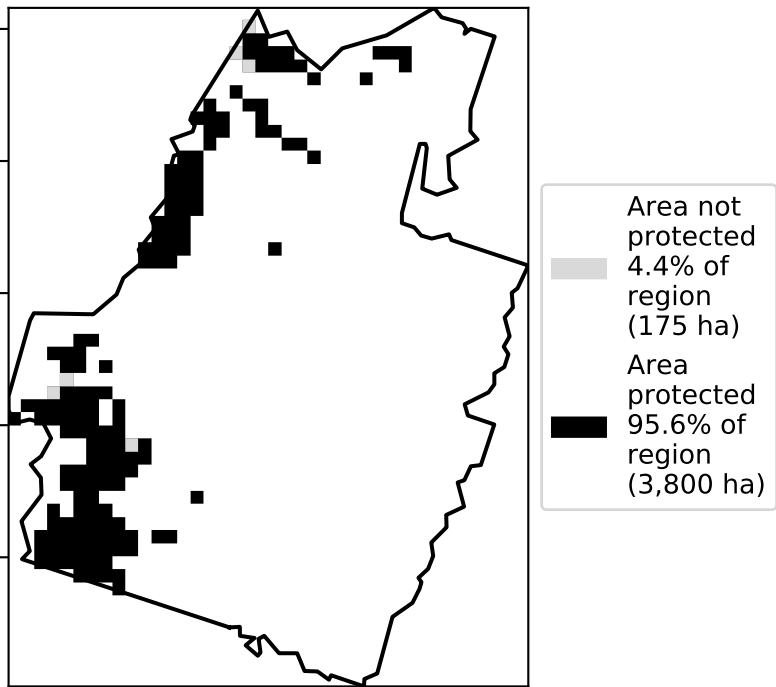 Area not
protected
4.4% of
region
(175 ha)
Area
protected
95.6% of
region
(3,800 ha)